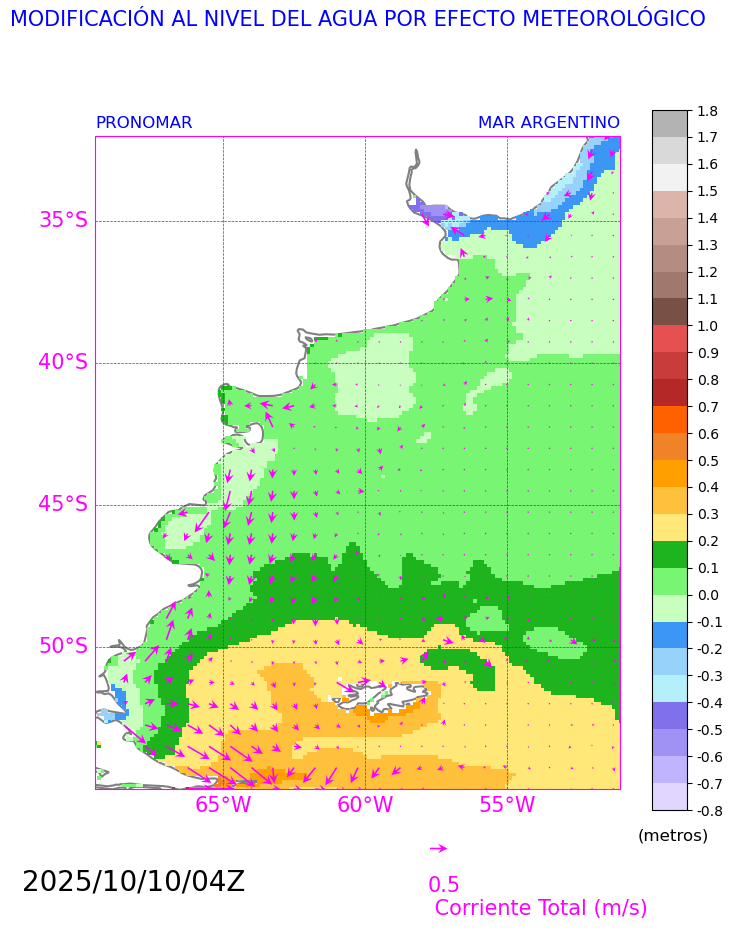 MODIFICACIÓN AL NIVEL DEL AGUA POR EFECTO METEOROLÓGICO
PRONOMAR
MAR ARGENTINO
35°S
40°S
45°S
50°S
65°W
60°W
55°W
1.8
1.7
1.6
1.5
1.4
1.3
1.2
1.1
1.0
0.9
0.8
0.7
0.6
0.5
0.4
0.3
0.2
0.1
0.0
-0.1
-0.2
-0.3
-0.4
-0.5
-0.6
-0.7
-0.8
(metros)
2025/10/10/04Z
0.5
Corriente Total (m/s)